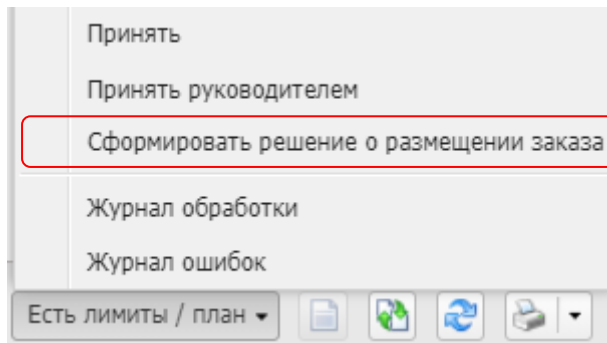 Принять
Принять руководителем
Сформировать решение о размещении заказа
Журнал обработки
Журнал ошибок
Есть лимиты / план